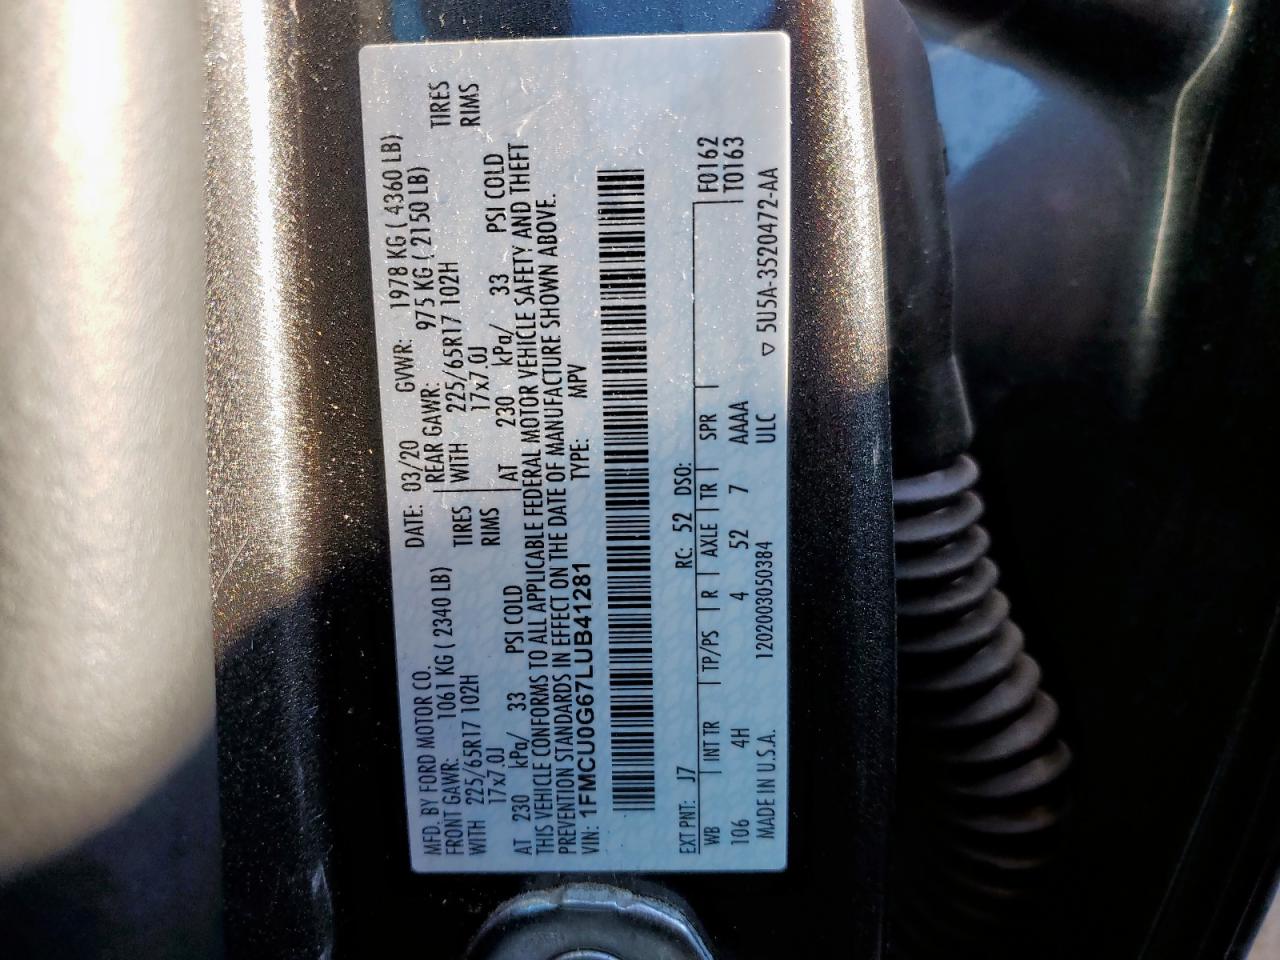 MFD. BY FORD MOTOR CO.
DATE: 03/20 GVWR: 1978 KG ( 4360 LB)
FRONT GAWR: 1061 KG ( 2340 LB) REAR GAWR: 975 KG ( 2150 LB)
WITH 225/65R17 102H TIRES WITH 225/65R17 102H TIRES
17x7.0J RIMS 17x7.0J RIMS
AT 230 kPa/ 33 PSI COLD AT 230 kPa/ 33 PSI COLD
THIS VEHICLE CONFORMS TO ALL APPLICABLE FEDERAL MOTOR VEHICLE SAFETY AND THEFT
PREVENTION STANDARDS IN EFFECT ON THE DATE OF MANUFACTURE SHOWN ABOVE.
VIN: 1FMCU0G67LUB41281 TYPE: MPV
EXT PNT: J7 RC: 52 DSO:
WB INT TR TP/PS R AXLE TR SPR F0162
106 4H 4 52 7 AAAA T0163
MADE IN U.S.A. 1202003050384 ULC ▽ 5U5A-3520472-AA